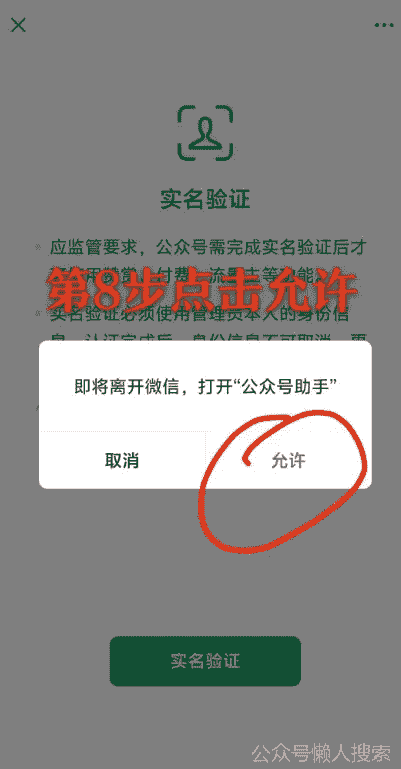 实名验证
应监管要求，公众号需完成实名验证后才
第8步点击允许
实名验证必须使用管理员本人的身份信
即将离开微信，打开“公众号助手”
取消
允许
实名验证
公众号懒人搜索